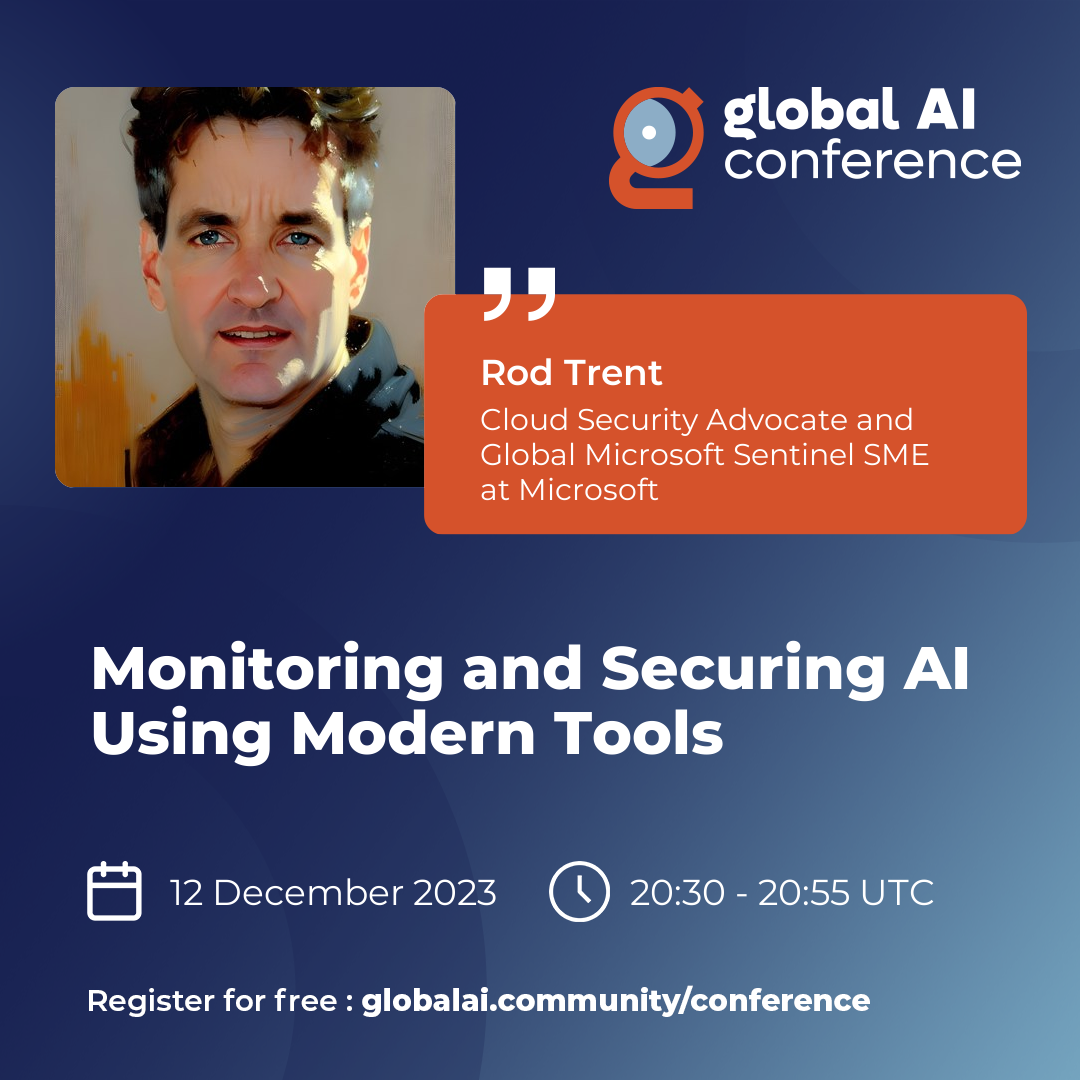 global AI
conference
Rod Trent
Cloud Security Advocate and
Global Microsoft Sentinel SME
at Microsoft
Monitoring and Securing AI
Using Modern Tools
12 December 2023
20:30 - 20:55 UTC
Register for free : globalai.community/conference